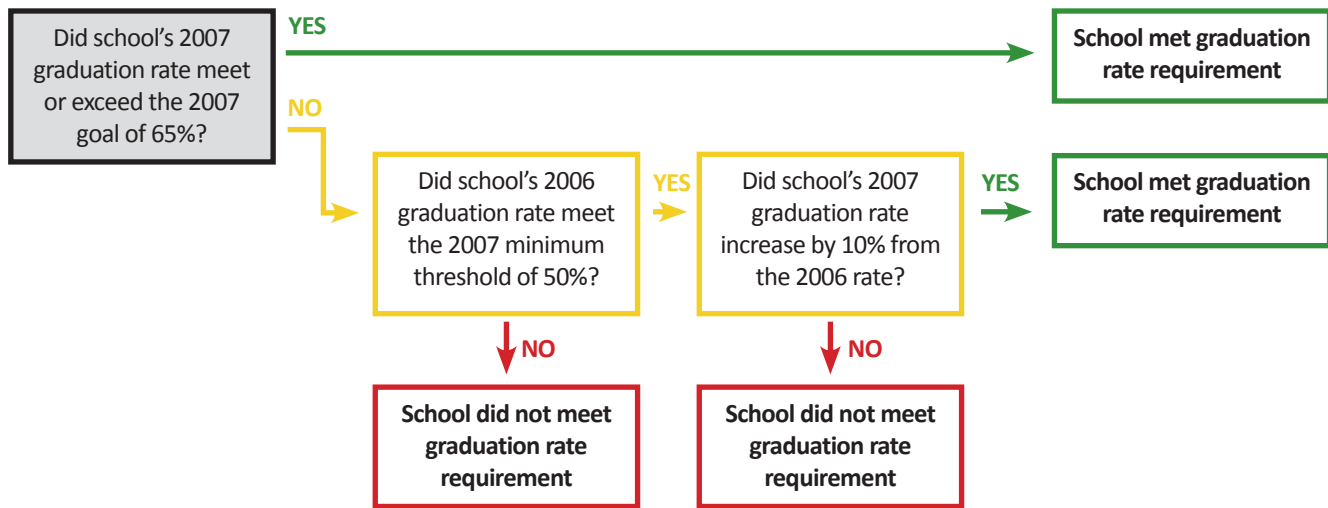 Did school’s 2007
graduation rate meet
or exceed the 2007
goal of 65%?
YES
School met graduation
rate requirement
NO
Did school’s 2006
graduation rate meet
the 2007 minimum
threshold of 50%?
YES
Did school’s 2007
graduation rate
increase by 10% from
the 2006 rate?
YES
School met graduation
rate requirement
NO
School did not meet
graduation rate
requirement
NO
School did not meet
graduation rate
requirement